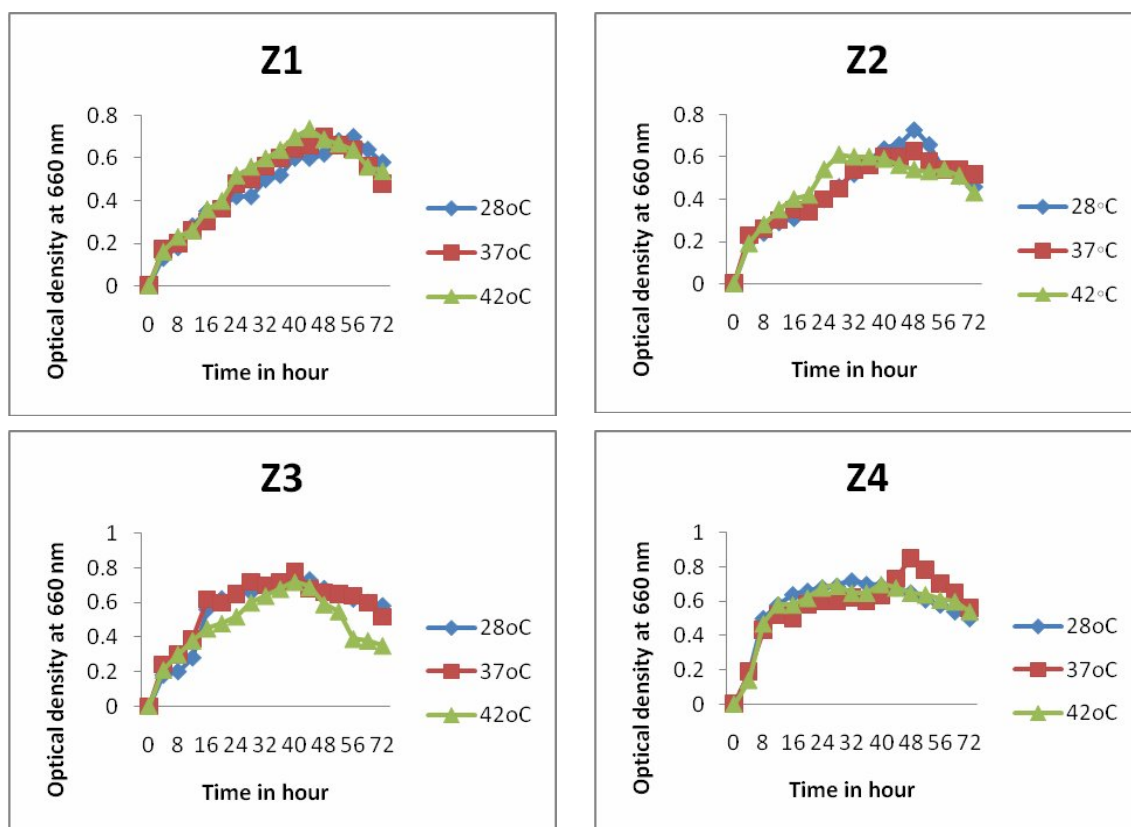 Z1
Optical density at 660 nm
0.8
0.6
0.4
0.2
0
0 8 16 24 32 40 48 56 72
Time in hour
28oC
37oC
42oC
Z2
Optical density at 660 nm
0.8
0.6
0.4
0.2
0
0 8 16 24 32 40 48 56 72
Time in hour
28◦C
37◦C
42◦C
Z3
Optical density at 660 nm
1
0.8
0.6
0.4
0.2
0
0 8 16 24 32 40 48 56 72
Time in hour
28oC
37oC
42oC
Z4
Optical density at 660 nm
1
0.8
0.6
0.4
0.2
0
0 8 16 24 32 40 48 56 72
Time in hour
28oC
37oC
42oC